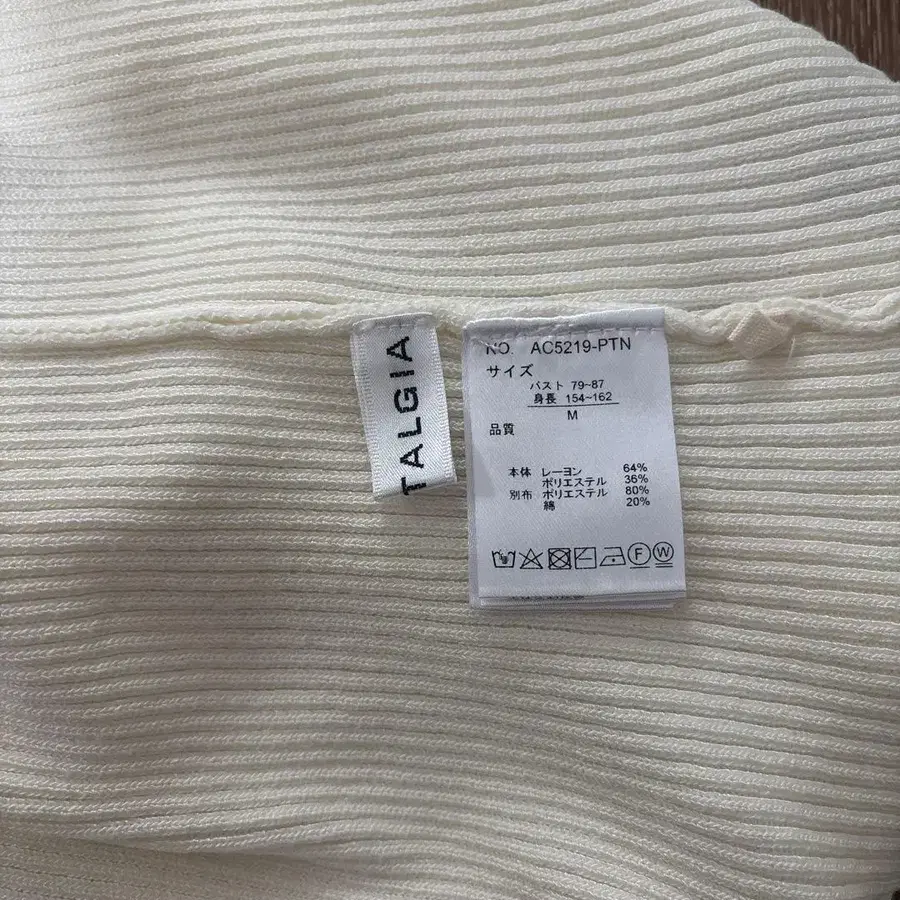 TALGIA
NO. AC5219-PTN
サイズ
バスト 79~87
身長 154~162
M
品質
本体 レーヨン 64%
ポリエステル 36%
別布 ポリエステル 80%
綿 20%
F W